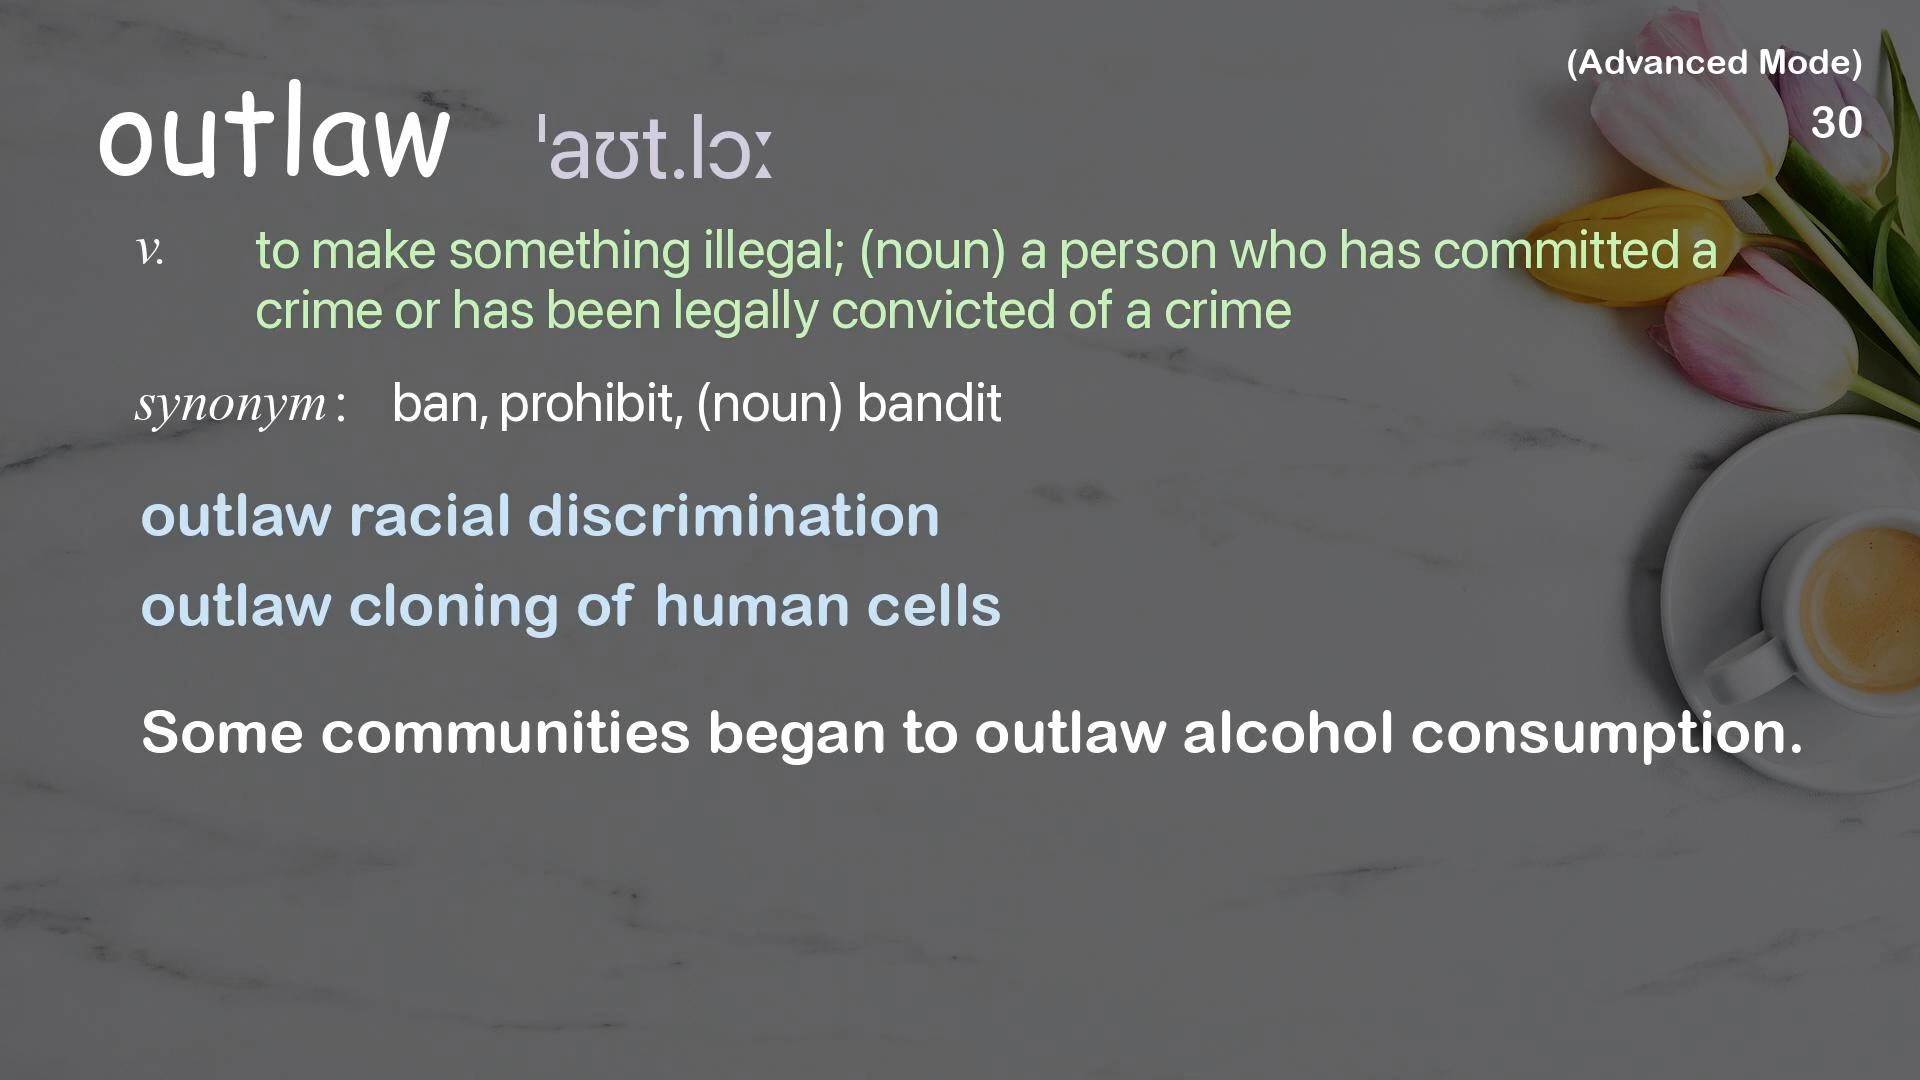 (Advanced Mode)
30
outlaw ˈaʊt.lɔː
v. to make something illegal; (noun) a person who has committed a
crime or has been legally convicted of a crime
synonym: ban, prohibit, (noun) bandit
outlaw racial discrimination
outlaw cloning of human cells
Some communities began to outlaw alcohol consumption.